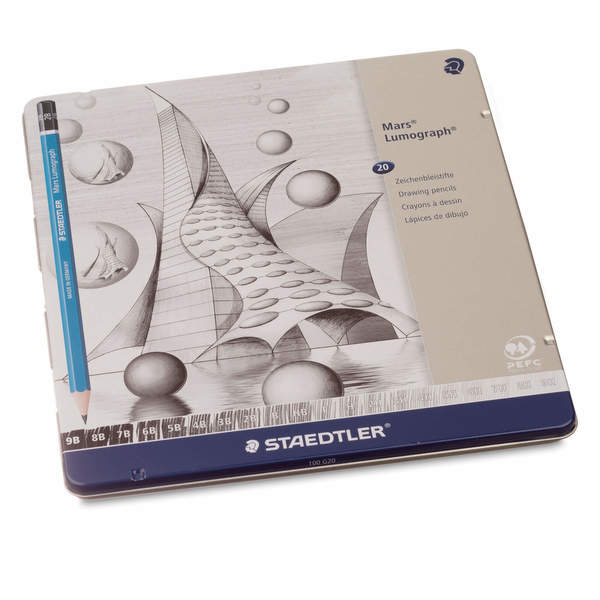 Mars®
Lumograph®
20
Zeichenbleistifte
Drawing pencils
Crayons à dessin
Lápices de dibujo
2B
Mars Lumograph
STAEDTLER
MADE IN GERMANY
PEFC
9B 8B 7B 6B 5B 4B 3B
STAEDTLER
100 G20